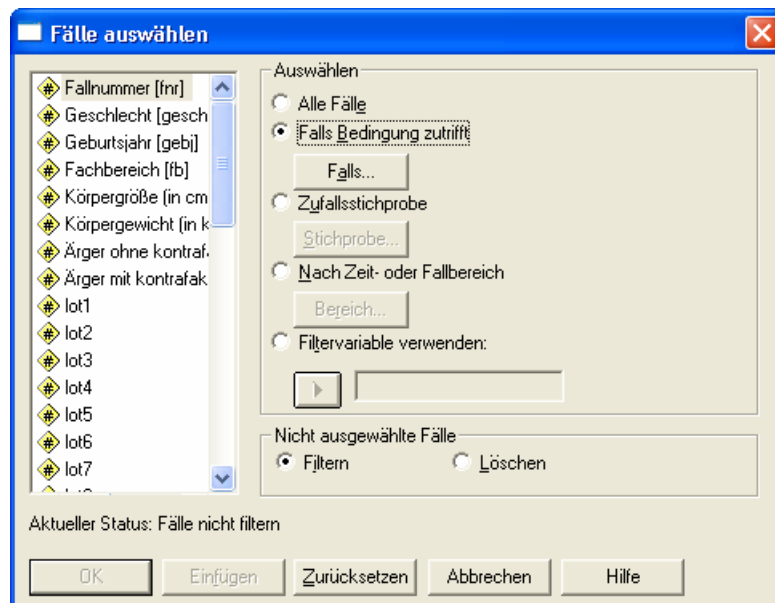 Fälle auswählen
Fallnummer [fnr]
Geschlecht [gesch
Geburtsjahr [gebj]
Fachbereich [fb]
Körpergröße (in cm
Körpergewicht (in k
Ärger ohne kontraf
Ärger mit kontrafak
lot1
lot2
lot3
lot4
lot5
lot6
lot7
Auswählen
Alle Fälle
Falls Bedingung zutrifft
Falls...
Zufallsstichprobe
Stichprobe...
Nach Zeit- oder Fallbereich
Bereich...
Filtervariable verwenden:
Nicht ausgewählte Fälle
Filtern Löschen
Aktueller Status: Fälle nicht filtern
OK Einfügen Zurücksetzen Abbrechen Hilfe